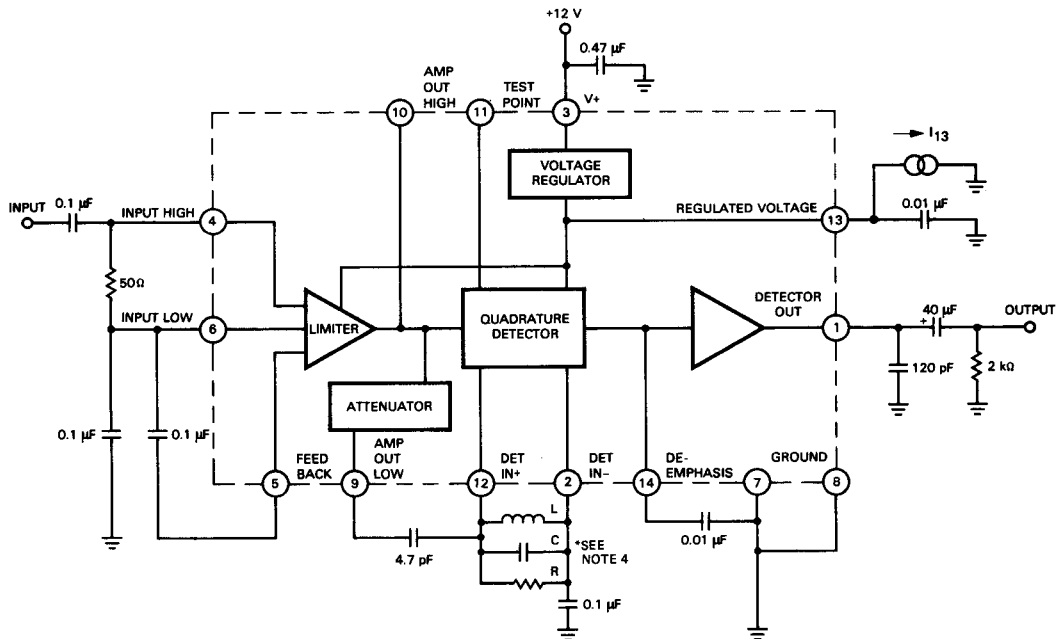 +12 V
0.47 µF
AMP
OUT
HIGH
TEST
POINT
10
11
3
V+
VOLTAGE
REGULATOR
I13
0.1 µF
INPUT
INPUT HIGH
4
REGULATED VOLTAGE
13
0.01 µF
50Ω
INPUT LOW
6
LIMITER
QUADRATURE
DETECTOR
DETECTOR
OUT
1
40 µF
+
OUTPUT
120 pF
2 kΩ
ATTENUATOR
0.1 µF
0.1 µF
FEED
BACK
5
AMP
OUT
LOW
9
DET
IN+
12
DET
IN−
2
DE-
EMPHASIS
14
GROUND
7
8
L
4.7 pF
C
*SEE
NOTE 4
0.01 µF
R
0.1 µF